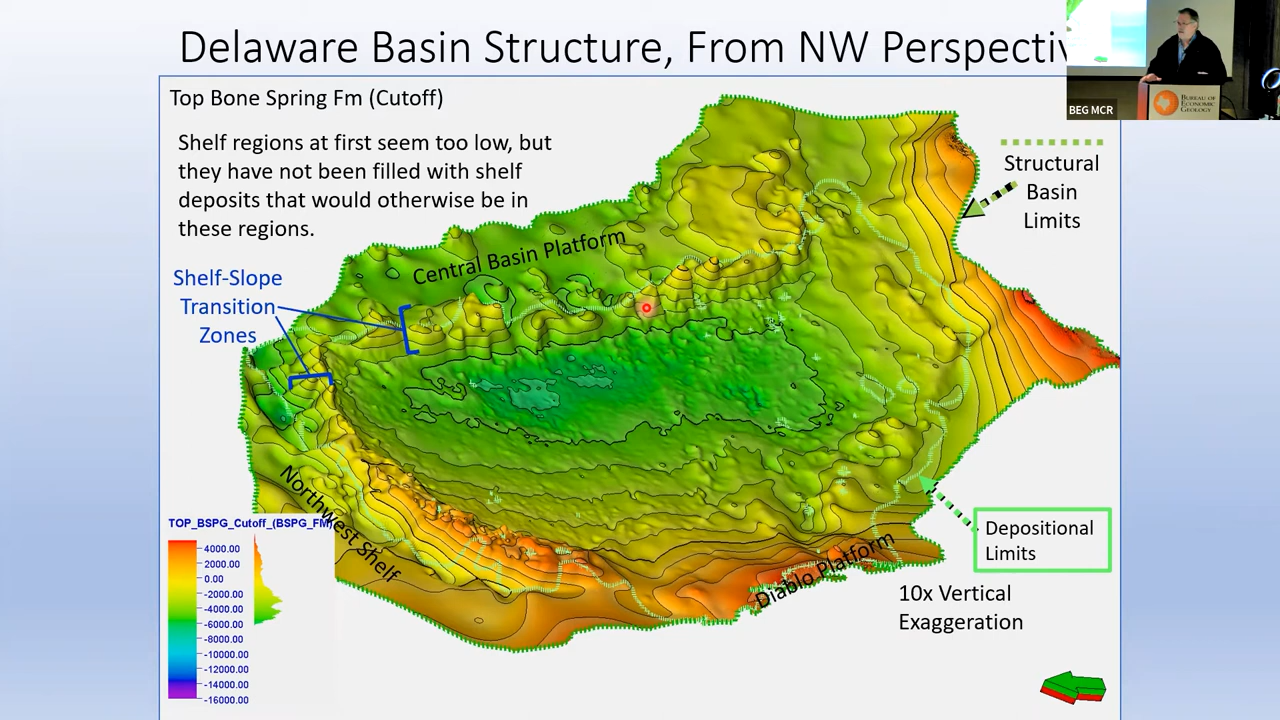 Delaware Basin Structure, From NW Perspectiv
BEG MCR
BUREAU OF
ECONOMIC
GEOLOGY
Top Bone Spring Fm (Cutoff)
Shelf regions at first seem too low, but
they have not been filled with shelf
deposits that would otherwise be in
these regions.
Structural
Basin
Limits
Central Basin Platform
Shelf-Slope
Transition
Zones
Northwest Shelf
Diablo Platform
Depositional
Limits
10x Vertical
Exaggeration
TOP_BSPG_Cutoff_(BSPG_FM)
4000.00
2000.00
0.00
-2000.00
-4000.00
-6000.00
-8000.00
-10000.00
-12000.00
-14000.00
-16000.00